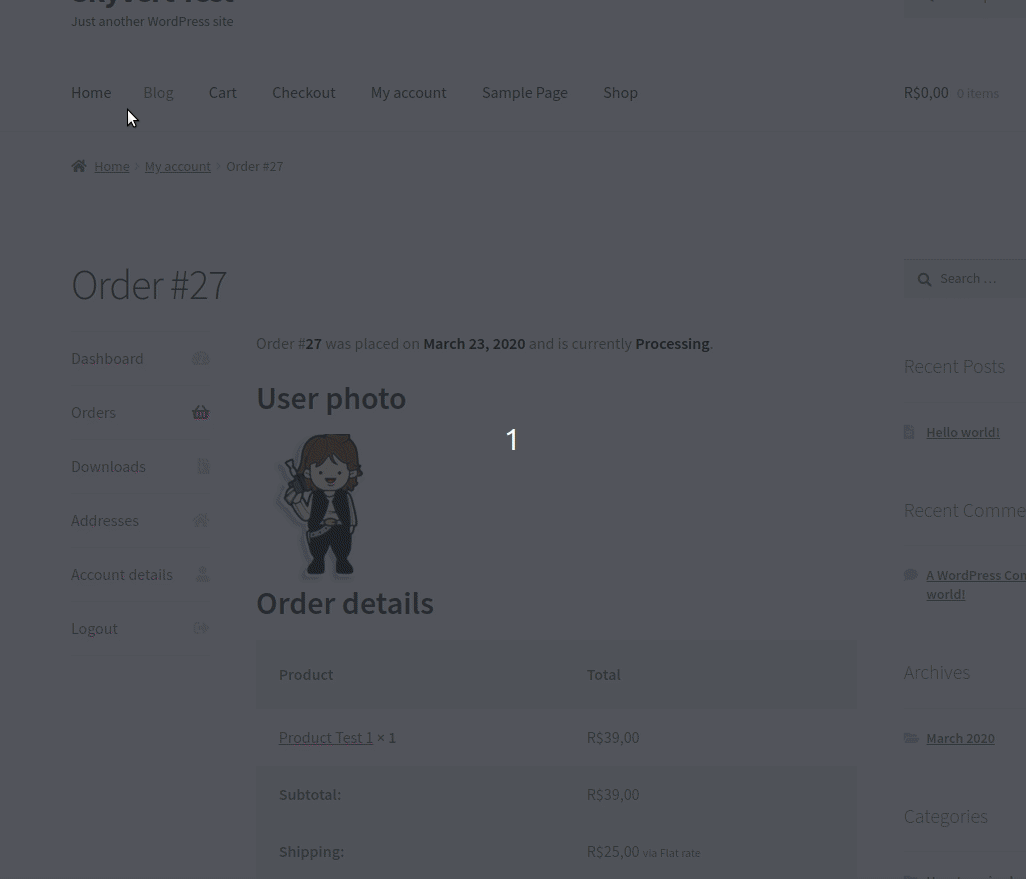 Just another WordPress site
Home Blog Cart Checkout My account Sample Page Shop
R$0,00 0 items
Home › My account › Order #27
Order #27
Search …
Dashboard
Orders
Downloads
Addresses
Account details
Logout
Order #27 was placed on March 23, 2020 and is currently Processing.
User photo
1
Order details
Product Total
Product Test 1 × 1 R$39,00
Subtotal: R$39,00
Shipping: R$25,00 via Flat rate
Recent Posts
Hello world!
Recent Comme
A WordPress Con
world!
Archives
March 2020
Categories